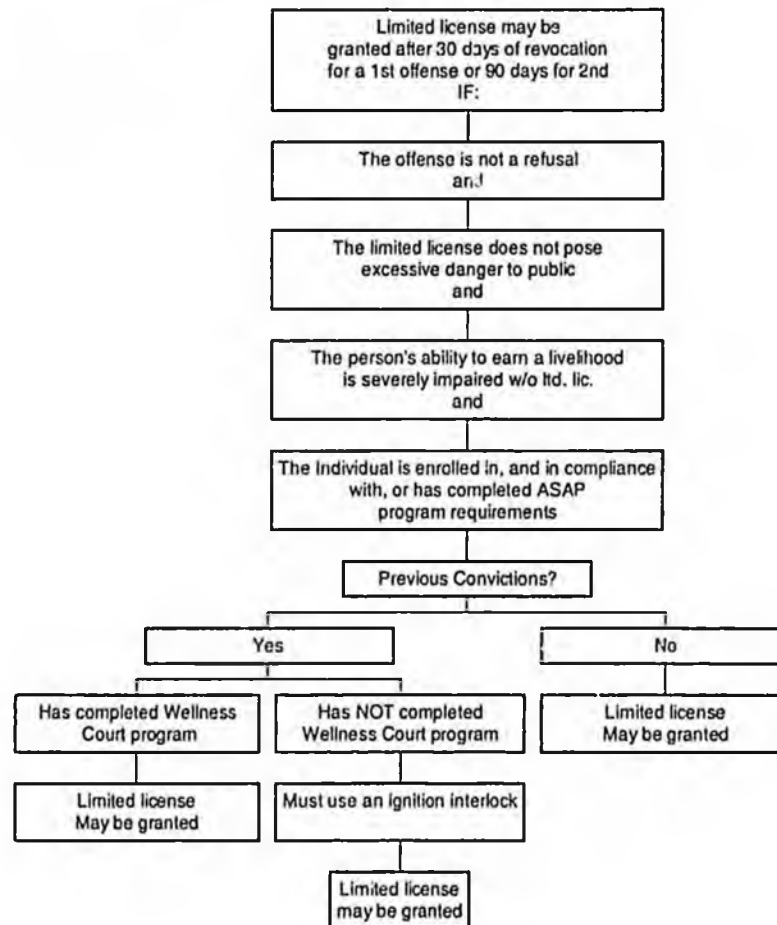 Limited license may be
granted after 30 days of revocation
for a 1st offense or 90 days for 2nd
IF:
The offense is not a refusal
and
The limited license does not pose
excessive danger to public
and
The person's ability to earn a livelihood
is severely impaired w/o ltd. lic.
and
The Individual is enrolled in, and in compliance
with, or has completed ASAP
program requirements
Previous Convictions?
Yes
No
Has completed Wellness
Court program
Has NOT completed
Wellness Court program
Limited license
May be granted
Limited license
May be granted
Must use an ignition interlock
Limited license
may be granted